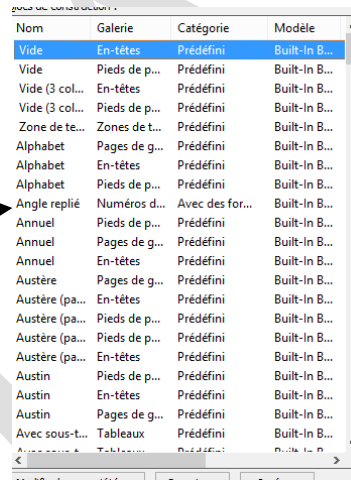 Nom Galerie Catégorie Modèle
Vide En-têtes Prédéfini Built-In B...
Vide Pieds de p... Prédéfini Built-In B...
Vide (3 col... En-têtes Prédéfini Built-In B...
Vide (3 col... Pieds de p... Prédéfini Built-In B...
Zone de te... Zones de t... Prédéfini Built-In B...
Alphabet Pages de g... Prédéfini Built-In B...
Alphabet En-têtes Prédéfini Built-In B...
Alphabet Pieds de p... Prédéfini Built-In B...
Angle replié Numéros d... Avec des for... Built-In B...
Annuel Pieds de p... Prédéfini Built-In B...
Annuel Pages de g... Prédéfini Built-In B...
Annuel En-têtes Prédéfini Built-In B...
Austère Pages de g... Prédéfini Built-In B...
Austère (pa... En-têtes Prédéfini Built-In B...
Austère (pa... Pieds de p... Prédéfini Built-In B...
Austère (pa... Pieds de p... Prédéfini Built-In B...
Austère (pa... En-têtes Prédéfini Built-In B...
Austin Pieds de p... Prédéfini Built-In B...
Austin En-têtes Prédéfini Built-In B...
Austin Pages de g... Prédéfini Built-In B...
Avec sous-t... Tableaux Prédéfini Built-In B...